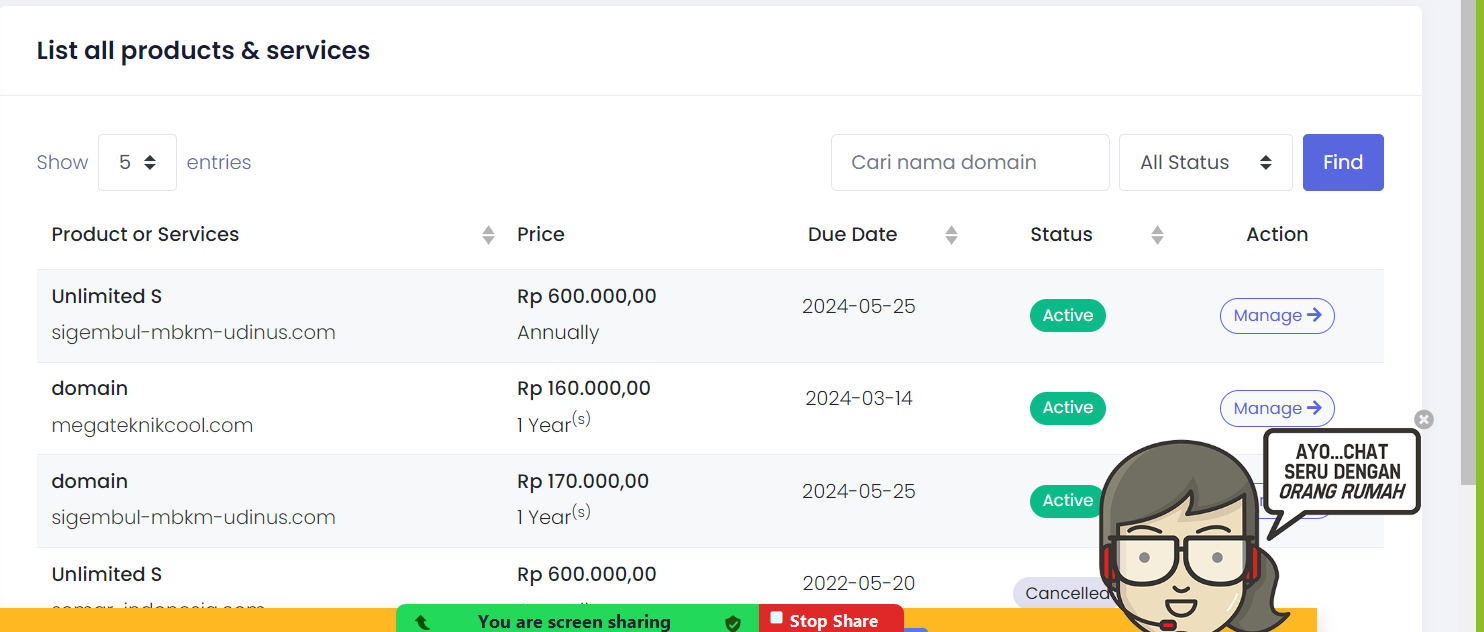 List all products & services
Show 5 entries
Cari nama domain All Status Find
Product or Services Price Due Date Status Action
Unlimited S Rp 600.000,00 2024-05-25 Active Manage
sigembul-mbkm-udinus.com Annually
domain Rp 160.000,00 2024-03-14 Active Manage
megateknikcool.com 1 Year(s)
AYO...CHAT
SERU DENGAN
ORANG RUMAH
domain Rp 170.000,00 2024-05-25 Active
sigembul-mbkm-udinus.com 1 Year(s)
Unlimited S Rp 600.000,00 2022-05-20 Cancelled
You are screen sharing Stop Share